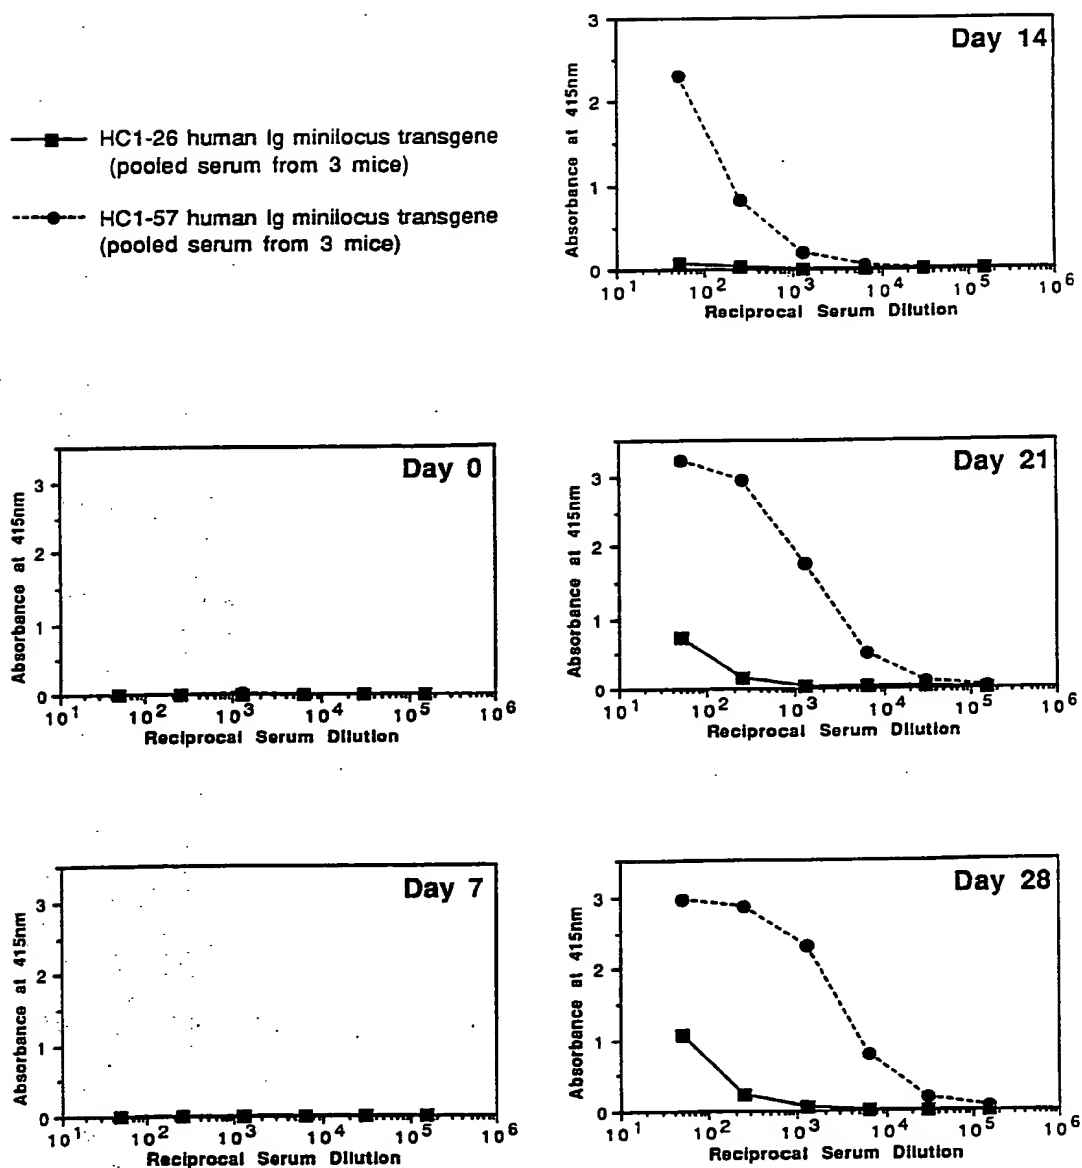 HC1-26 human Ig minilocus transgene
(pooled serum from 3 mice)
HC1-57 human Ig minilocus transgene
(pooled serum from 3 mice)
Day 14
Absorbance at 415nm
3
2
1
0
10^1 10^2 10^3 10^4 10^5 10^6
Reciprocal Serum Dilution
Day 0
Absorbance at 415nm
3
2
1
0
10^1 10^2 10^3 10^4 10^5 10^6
Reciprocal Serum Dilution
Day 21
Absorbance at 415nm
3
2
1
0
10^1 10^2 10^3 10^4 10^5 10^6
Reciprocal Serum Dilution
Day 7
Absorbance at 415nm
3
2
1
0
10^1 10^2 10^3 10^4 10^5 10^6
Reciprocal Serum Dilution
Day 28
Absorbance at 415nm
3
2
1
0
10^1 10^2 10^3 10^4 10^5 10^6
Reciprocal Serum Dilution